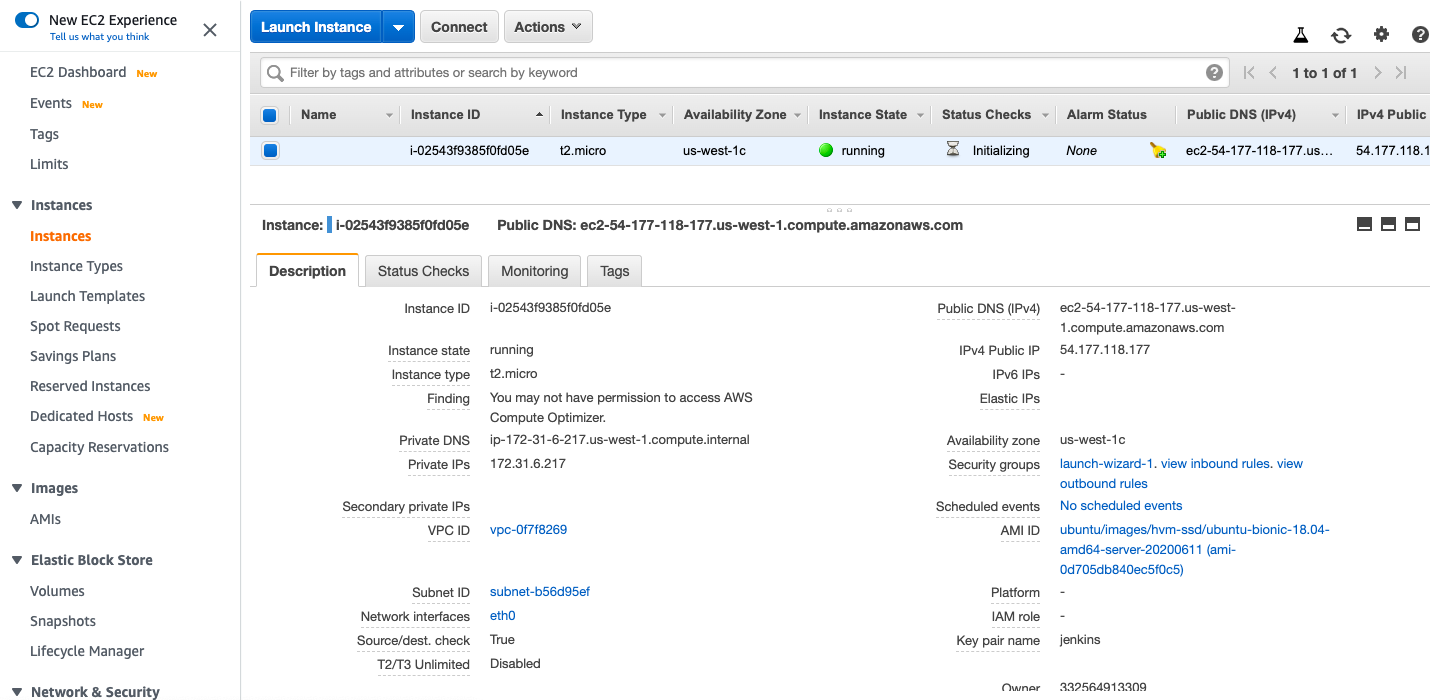 New EC2 Experience
Tell us what you think
EC2 Dashboard New
Events New
Tags
Limits
Instances
Instances
Instance Types
Launch Templates
Spot Requests
Savings Plans
Reserved Instances
Dedicated Hosts New
Capacity Reservations
Images
AMIs
Elastic Block Store
Volumes
Snapshots
Lifecycle Manager
Network & Security
Launch Instance Connect Actions
Filter by tags and attributes or search by keyword
1 to 1 of 1
Name Instance ID Instance Type Availability Zone Instance State Status Checks Alarm Status Public DNS (IPv4) IPv4 Public
i-02543f9385f0fd05e t2.micro us-west-1c running Initializing None ec2-54-177-118-177.us... 54.177.118.1
Instance: i-02543f9385f0fd05e Public DNS: ec2-54-177-118-177.us-west-1.compute.amazonaws.com
Description Status Checks Monitoring Tags
Instance ID i-02543f9385f0fd05e
Instance state running
Instance type t2.micro
Finding You may not have permission to access AWS
Compute Optimizer.
Private DNS ip-172-31-6-217.us-west-1.compute.internal
Private IPs 172.31.6.217
Secondary private IPs
VPC ID vpc-0f7f8269
Subnet ID subnet-b56d95ef
Network interfaces eth0
Source/dest. check True
T2/T3 Unlimited Disabled
Public DNS (IPv4) ec2-54-177-118-177.us-west-
1.compute.amazonaws.com
IPv4 Public IP 54.177.118.177
IPv6 IPs -
Elastic IPs
Availability zone us-west-1c
Security groups launch-wizard-1. view inbound rules. view
outbound rules
Scheduled events No scheduled events
AMI ID ubuntu/images/hvm-ssd/ubuntu-bionic-18.04-
amd64-server-20200611 (ami-
0d705db840ec5f0c5)
Platform -
IAM role -
Key pair name jenkins
Owner 332564913309